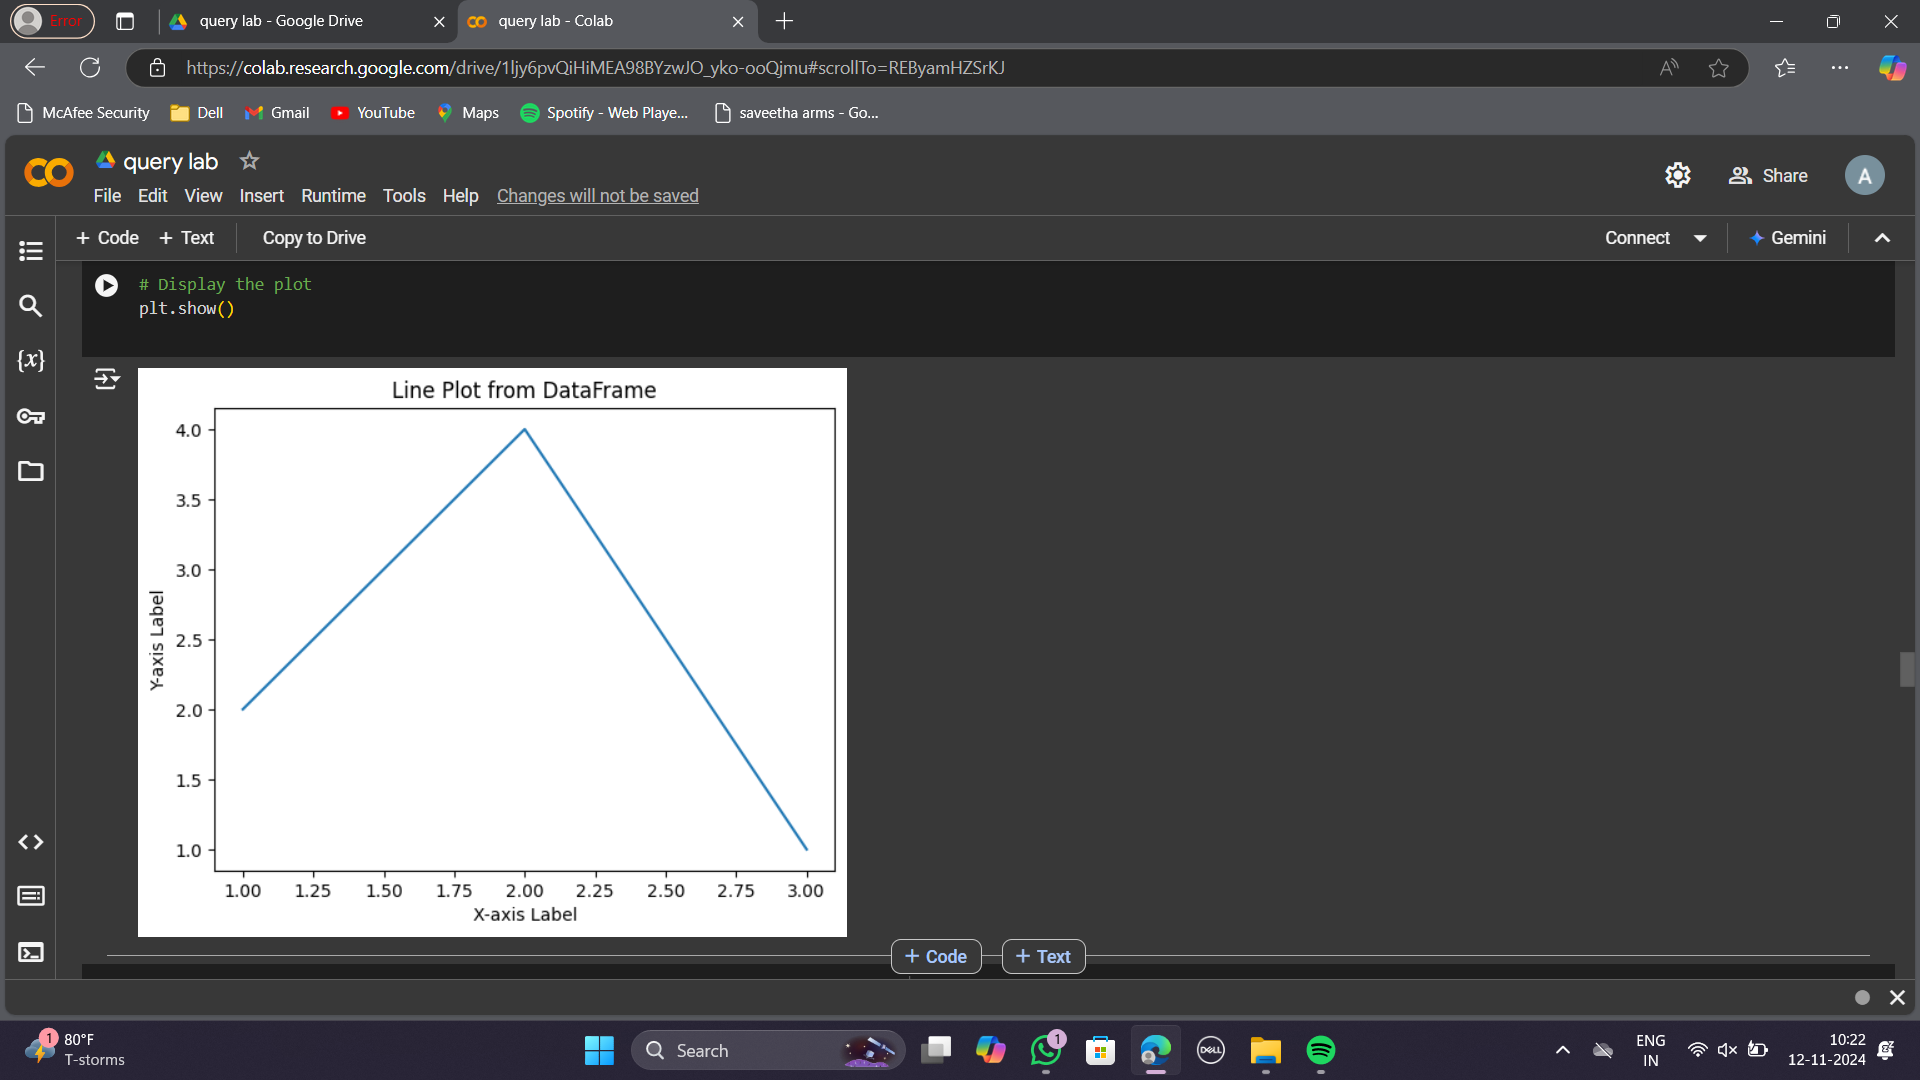 Error
query lab - Google Drive
query lab - Colab
https://colab.research.google.com/drive/1ljy6pvQiHiMEA98BYzwJO_yko-ooQjmu#scrollTo=REByamHZSrKJ
McAfee Security
Dell
Gmail
YouTube
Maps
Spotify - Web Playe...
saveetha arms - Go...
query lab
File Edit View Insert Runtime Tools Help Changes will not be saved
Share
A
+ Code + Text Copy to Drive
Connect
Gemini
# Display the plot
plt.show()
{x}
Line Plot from DataFrame
4.0
3.5
3.0
2.5
2.0
1.5
1.0
Y-axis Label
1.00 1.25 1.50 1.75 2.00 2.25 2.50 2.75 3.00
X-axis Label
+ Code + Text
1
80°F
T-storms
Search
1
DELL
ENG
IN
10:22
12-11-2024